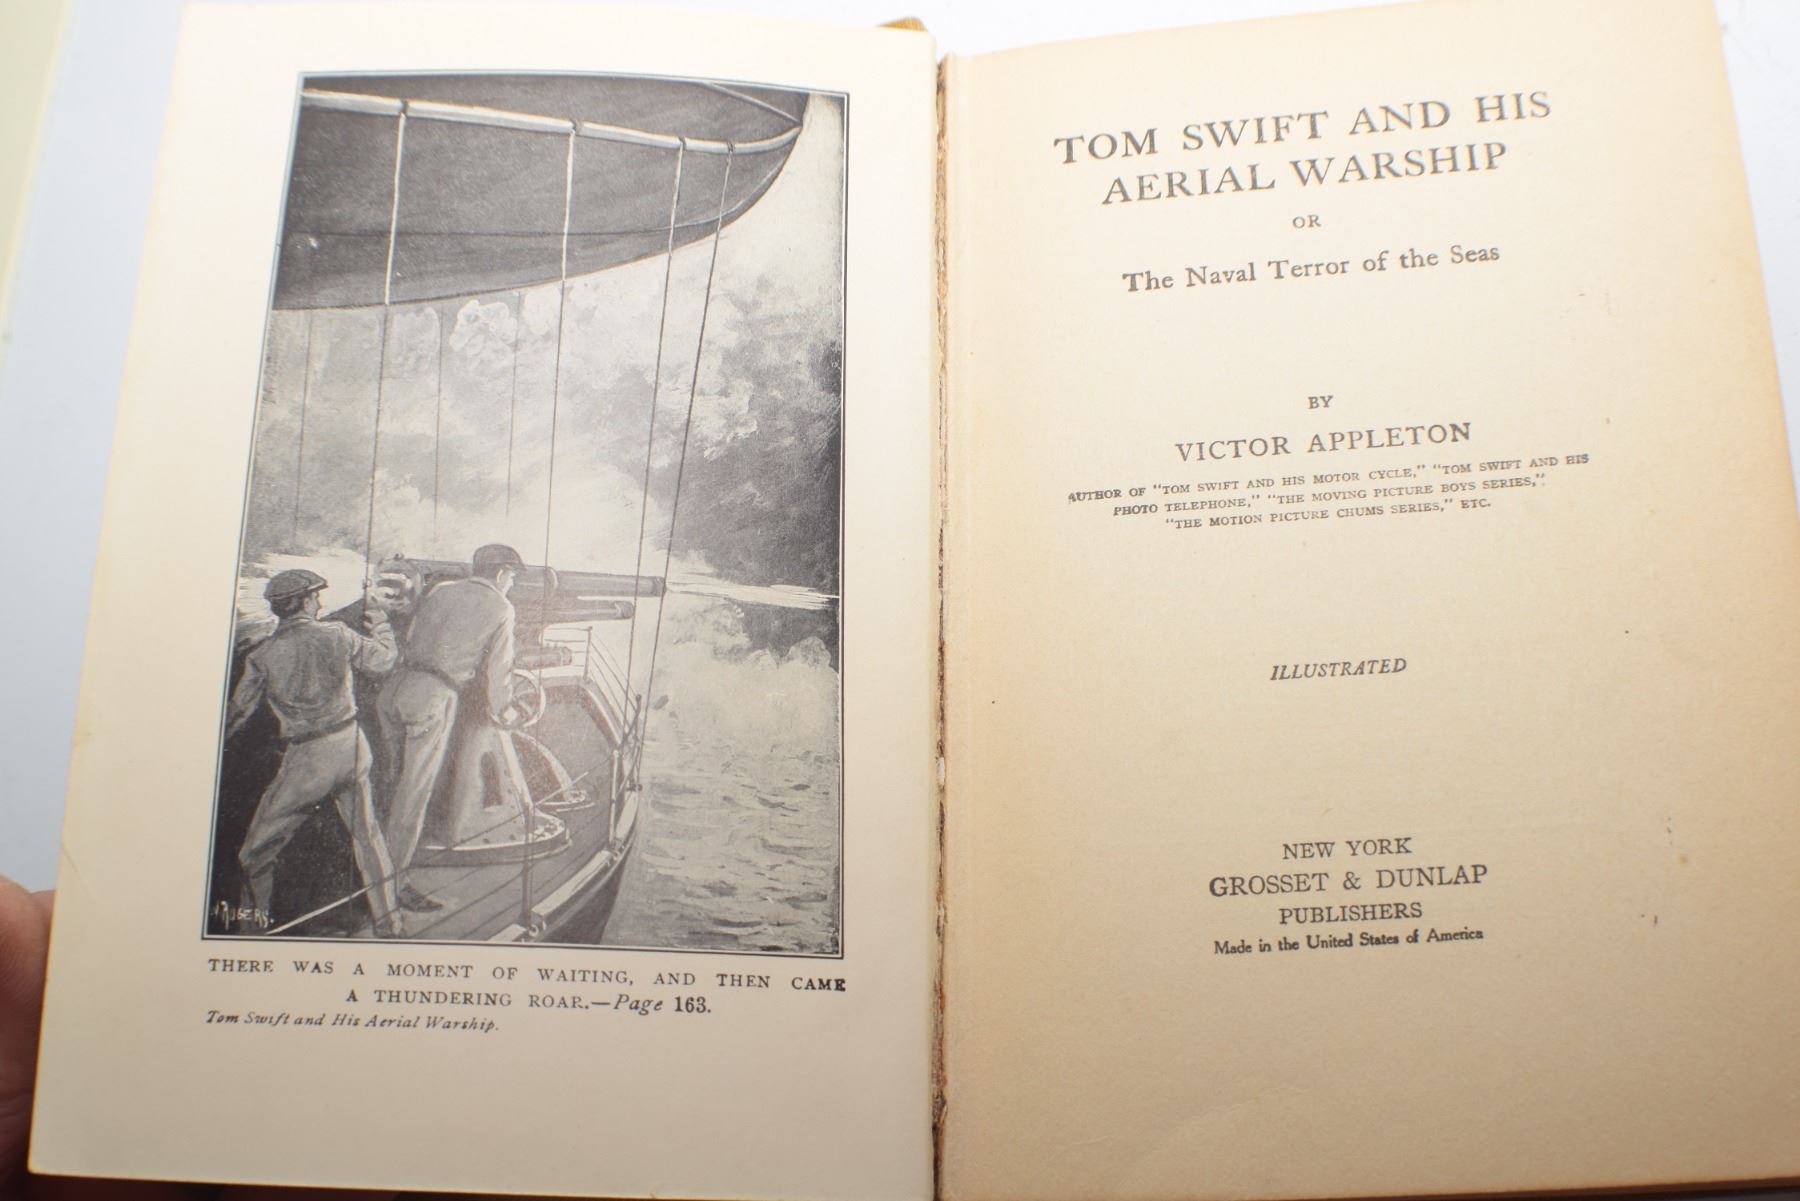 W Rogers.
THERE WAS A MOMENT OF WAITING, AND THEN CAME
A THUNDERING ROAR.—Page 163.
Tom Swift and His Aerial Warship.
TOM SWIFT AND HIS
AERIAL WARSHIP
OR
The Naval Terror of the Seas
BY
VICTOR APPLETON
AUTHOR OF "TOM SWIFT AND HIS MOTOR CYCLE," "TOM SWIFT AND HIS
PHOTO TELEPHONE," "THE MOVING PICTURE BOYS SERIES,"
"THE MOTION PICTURE CHUMS SERIES," ETC.
ILLUSTRATED
NEW YORK
GROSSET & DUNLAP
PUBLISHERS
Made in the United States of America